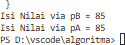 }
Isi Nilai via pB = 85
Isi Nilai via pA = 85
PS D:\vscode\algoritma>